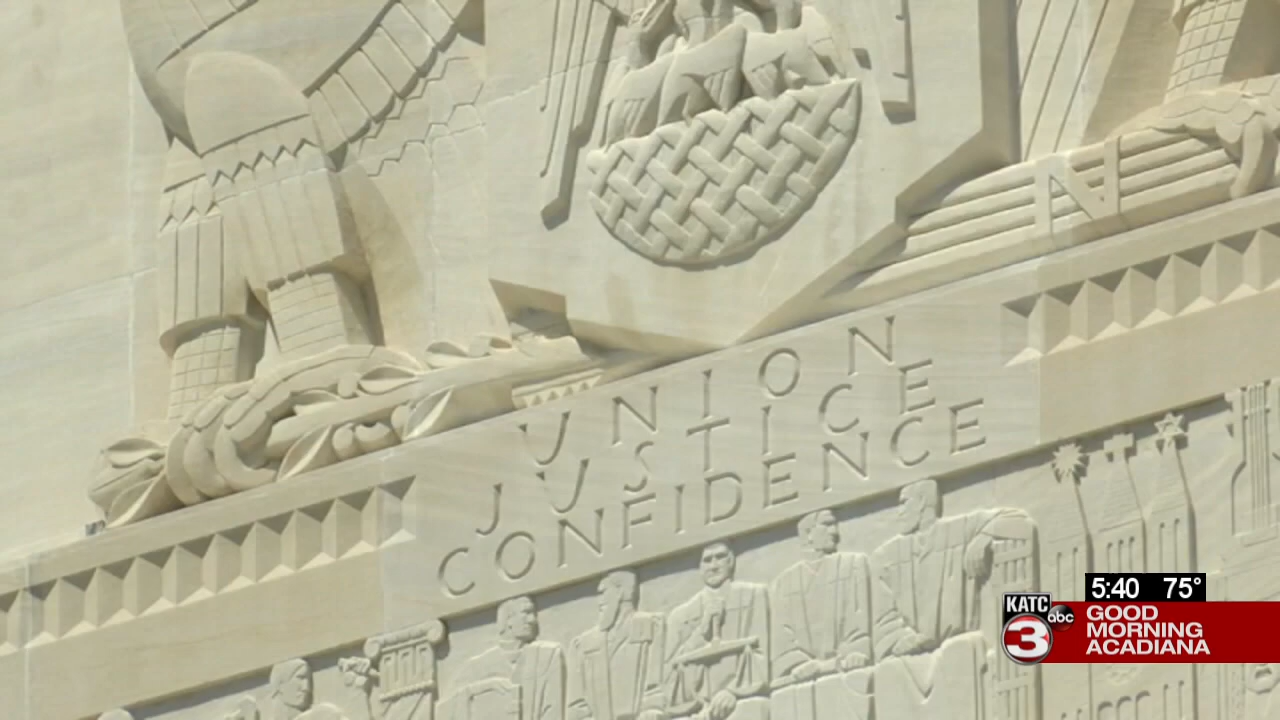 N
UNION
JUSTICE
CONFIDENCE
5:40 75°
KATC
3
abc
GOOD
MORNING
ACADIANA